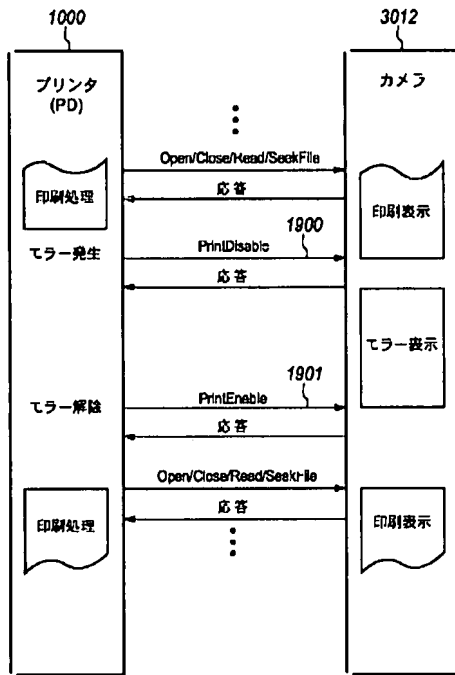 1000
3012
プリンタ
(PD)
カメラ
Open/Close/Read/SeekFile
応答
印刷処理
印刷表示
エラー発生
PrintDisable
1900
応答
エラー表示
エラー解除
PrintEnable
1901
応答
Open/Close/Read/SeekFile
応答
印刷処理
印刷表示